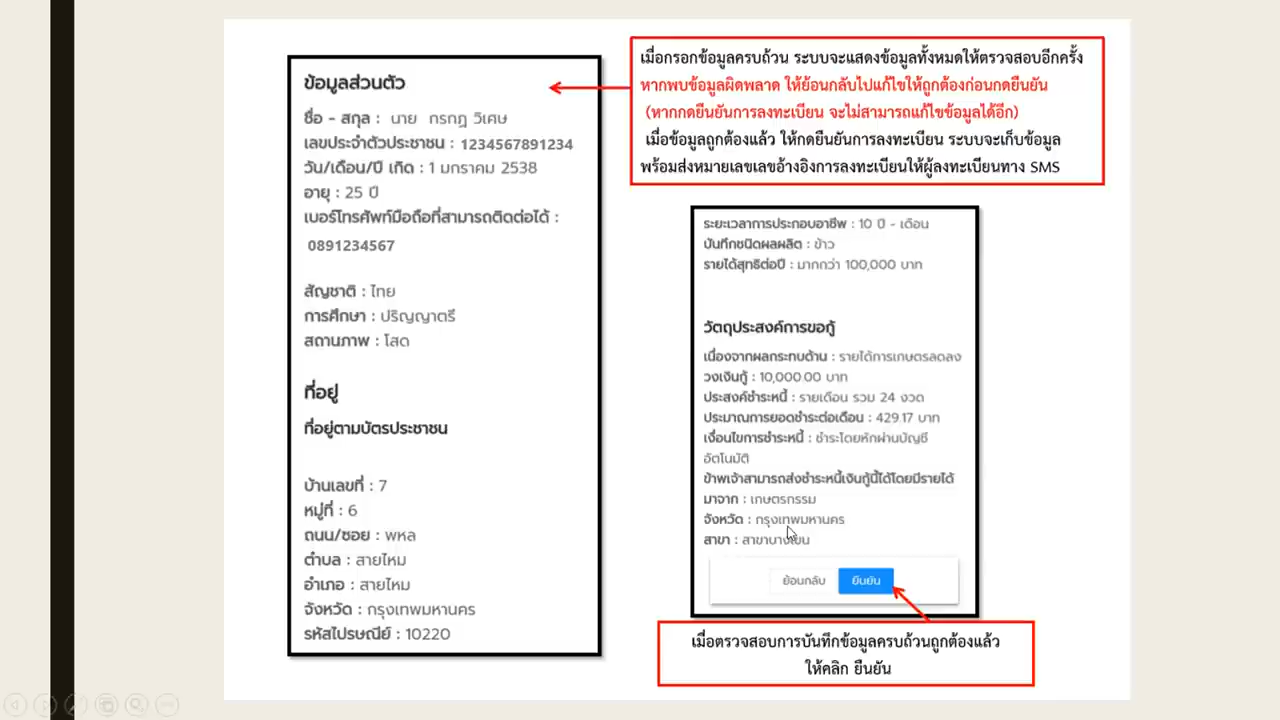 ข้อมูลส่วนตัว
ชื่อ - สกุล : นาย กรกฎ วิเศษ
เลขประจำตัวประชาชน : 1234567891234
วัน/เดือน/ปี เกิด : 1 มกราคม 2538
อายุ : 25 ปี
เบอร์โทรศัพท์มือถือที่สามารถติดต่อได้ :
0891234567
สัญชาติ : ไทย
การศึกษา : ปริญญาตรี
สถานภาพ : โสด
ที่อยู่
ที่อยู่ตามบัตรประชาชน
บ้านเลขที่ : 7
หมู่ที่ : 6
ถนน/ซอย : พหล
ตำบล : สายไหม
อำเภอ : สายไหม
จังหวัด : กรุงเทพมหานคร
รหัสไปรษณีย์ : 10220
เมื่อกรอกข้อมูลครบถ้วน ระบบจะแสดงข้อมูลทั้งหมดให้ตรวจสอบอีกครั้ง
หากพบข้อมูลผิดพลาด ให้ย้อนกลับไปแก้ไขให้ถูกต้องก่อนกดยืนยัน
(หากกดยืนยันการลงทะเบียน จะไม่สามารถแก้ไขข้อมูลได้อีก)
เมื่อข้อมูลถูกต้องแล้ว ให้กดยืนยันการลงทะเบียน ระบบจะเก็บข้อมูล
พร้อมส่งหมายเลขเลขอ้างอิงการลงทะเบียนให้ผู้ลงทะเบียนทาง SMS
ระยะเวลาการประกอบอาชีพ : 10 ปี - เดือน
บันทึกชนิดผลผลิต : ข้าว
รายได้สุทธิต่อปี : มากกว่า 100,000 บาท
วัตถุประสงค์การขอกู้
เนื่องจากผลกระทบด้าน : รายได้การเกษตรลดลง
วงเงินกู้ : 10,000.00 บาท
ประสงค์ชำระหนี้ : รายเดือน รวม 24 งวด
ประมาณการยอดชำระต่อเดือน : 429.17 บาท
เงื่อนไขการชำระหนี้ : ชำระโดยหักผ่านบัญชี
อัตโนมัติ
ข้าพเจ้าสามารถส่งชำระหนี้เงินกู้นี้ได้โดยมีรายได้
มาจาก : เกษตรกรรม
จังหวัด : กรุงเทพมหานคร
สาขา : สาขาบางเขน
ย้อนกลับ ยืนยัน
เมื่อตรวจสอบการบันทึกข้อมูลครบถ้วนถูกต้องแล้ว
ให้คลิก ยืนยัน